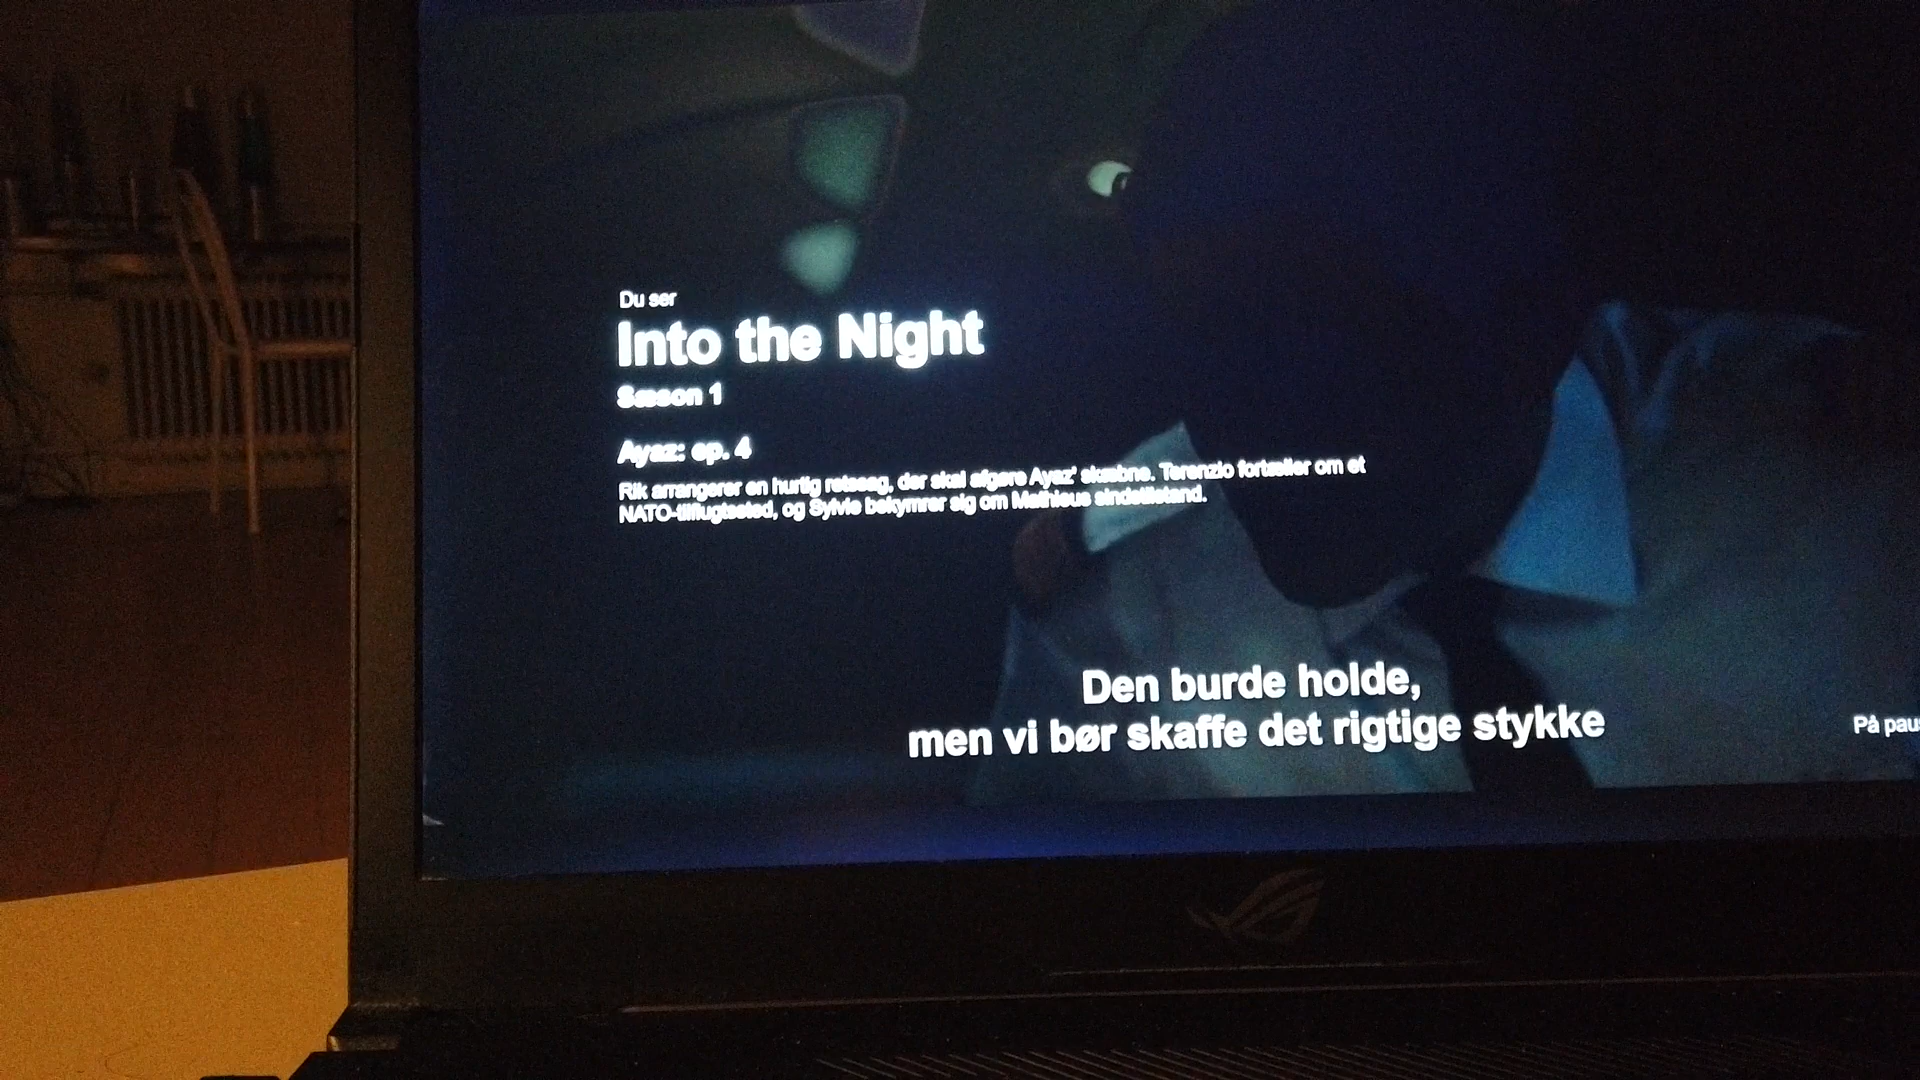 Du ser
Into the Night
Sæson 1
Ayaz: ep. 4
Rik arrangerer en hurtig retssag, der skal afgøre Ayaz' skæbne. Terenzio fortæller om et
NATO-tilflugtssted, og Sylvie bekymrer sig om Mathieus sindstilstand.
Den burde holde,
men vi bør skaffe det rigtige stykke
På pau